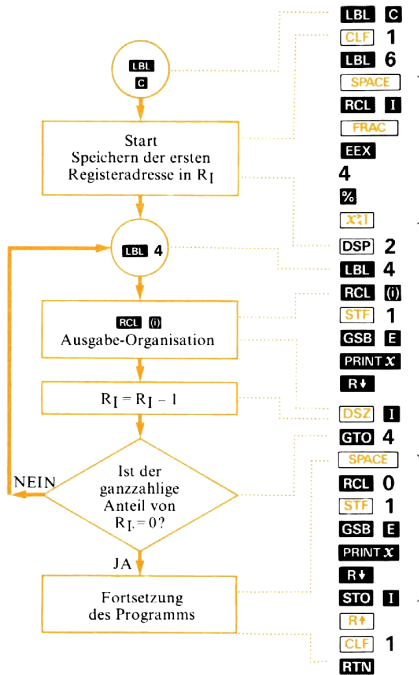 LBL
C
Start
Speichern der ersten
Registeradresse in RI
LBL 4
RCL (i)
Ausgabe-Organisation
RI = RI – 1
NEIN
Ist der
ganzzahlige
Anteil von
RI = 0?
JA
Fortsetzung
des Programms
LBL C
CLF 1
LBL 6
SPACE
RCL I
FRAC
EEX
4
%
x⇄I
DSP 2
LBL 4
RCL (i)
STF 1
GSB E
PRINT x
R↓
DSZ I
GTO 4
SPACE
RCL 0
STF 1
GSB E
PRINT x
R↓
STO I
R↑
CLF 1
RTN